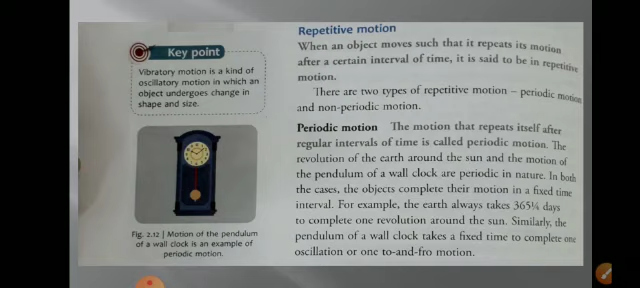 Key point
Vibratory motion is a kind of
oscillatory motion in which an
object undergoes change in
shape and size.
Fig. 2.12 | Motion of the pendulum
of a wall clock is an example of
periodic motion.
Repetitive motion
When an object moves such that it repeats its motion
after a certain interval of time, it is said to be in repetitive
motion.
There are two types of repetitive motion – periodic motion
and non-periodic motion.
Periodic motion The motion that repeats itself after
regular intervals of time is called periodic motion. The
revolution of the earth around the sun and the motion of
the pendulum of a wall clock are periodic in nature. In both
the cases, the objects complete their motion in a fixed time
interval. For example, the earth always takes 365¼ days
to complete one revolution around the sun. Similarly, the
pendulum of a wall clock takes a fixed time to complete one
oscillation or one to-and-fro motion.